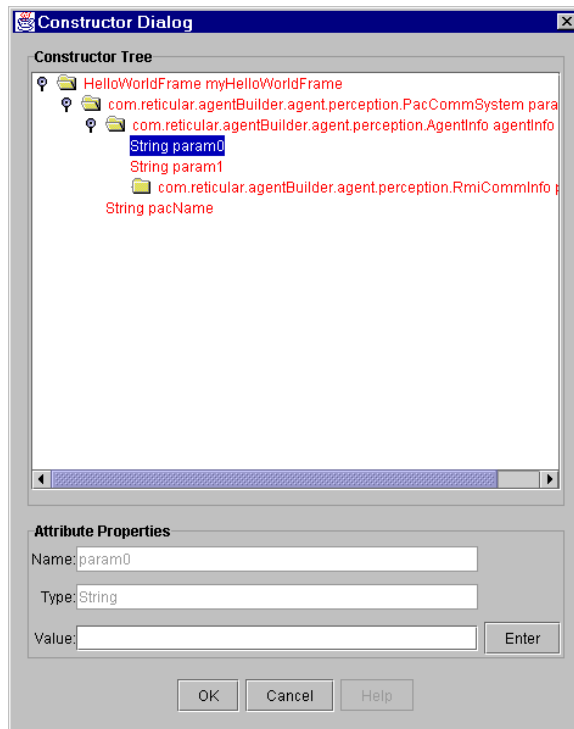 Constructor Dialog
Constructor Tree
HelloWorldFrame myHelloWorldFrame
com.reticular.agentBuilder.agent.perception.PacCommSystem para
com.reticular.agentBuilder.agent.perception.AgentInfo agentInfo
String param0
String param1
com.reticular.agentBuilder.agent.perception.RmiCommInfo p
String pacName
Attribute Properties
Name: param0
Type: String
Value:
Enter
OK Cancel Help